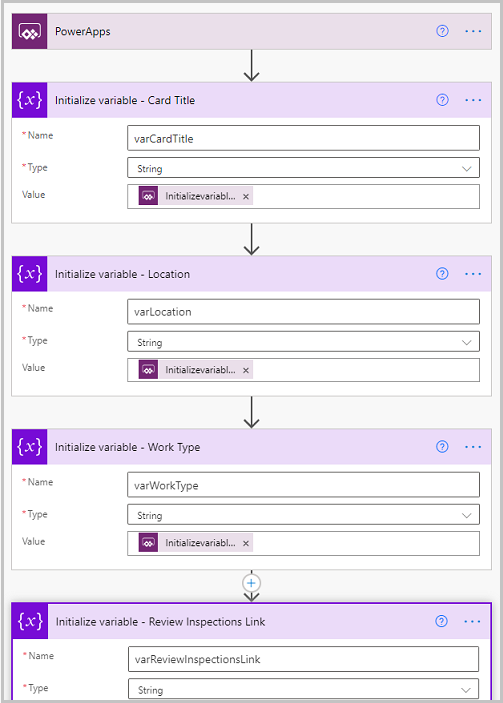 PowerApps
{x} Initialize variable - Card Title
* Name varCardTitle
* Type String
Value Initializevariabl... ×
{x} Initialize variable - Location
* Name varLocation
* Type String
Value Initializevariabl... ×
{x} Initialize variable - Work Type
* Name varWorkType
* Type String
Value Initializevariabl... ×
{x} Initialize variable - Review Inspections Link
* Name varReviewInspectionsLink
* Type String